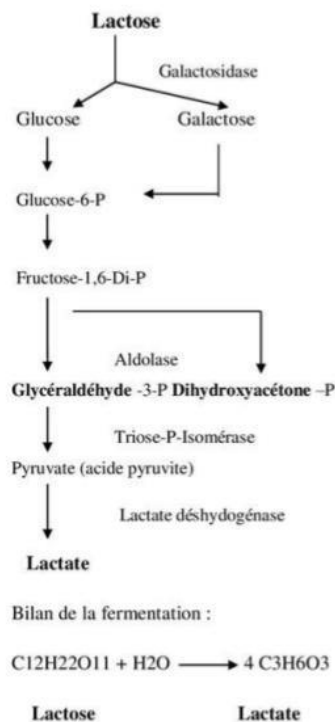 Lactose
Galactosidase
Glucose Galactose
Glucose-6-P
Fructose-1,6-Di-P
Aldolase
Glycéraldéhyde -3-P Dihydroxyacétone –P
Triose-P-Isomérase
Pyruvate (acide pyruvite)
Lactate déshydogénase
Lactate
Bilan de la fermentation :
C12H22O11 + H2O ⟶ 4 C3H6O3
Lactose Lactate